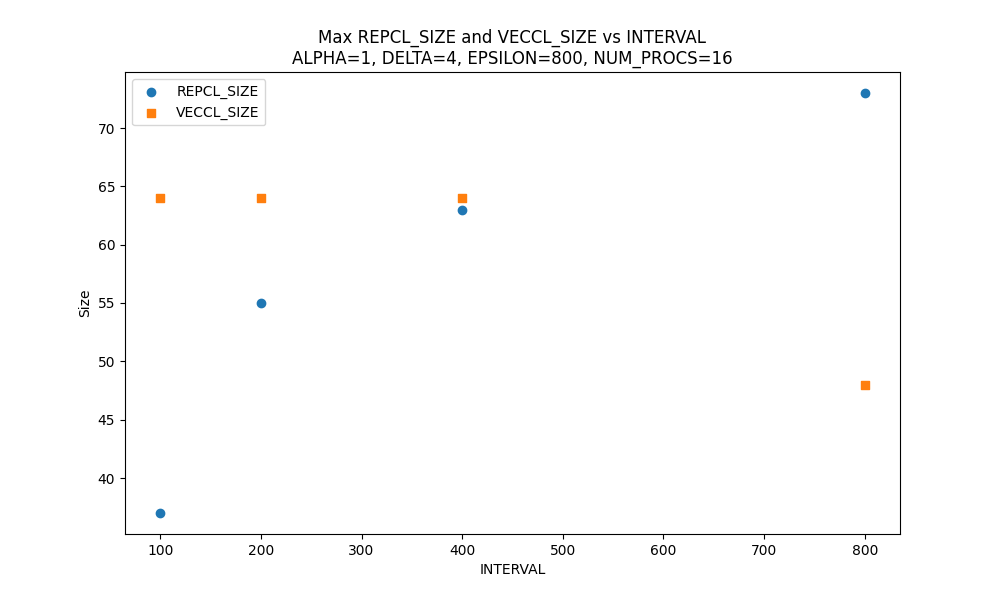 Max REPCL_SIZE and VECCL_SIZE vs INTERVAL
ALPHA=1, DELTA=4, EPSILON=800, NUM_PROCS=16
REPCL_SIZE
VECCL_SIZE
70
65
60
55
50
45
40
Size
100 200 300 400 500 600 700 800
INTERVAL